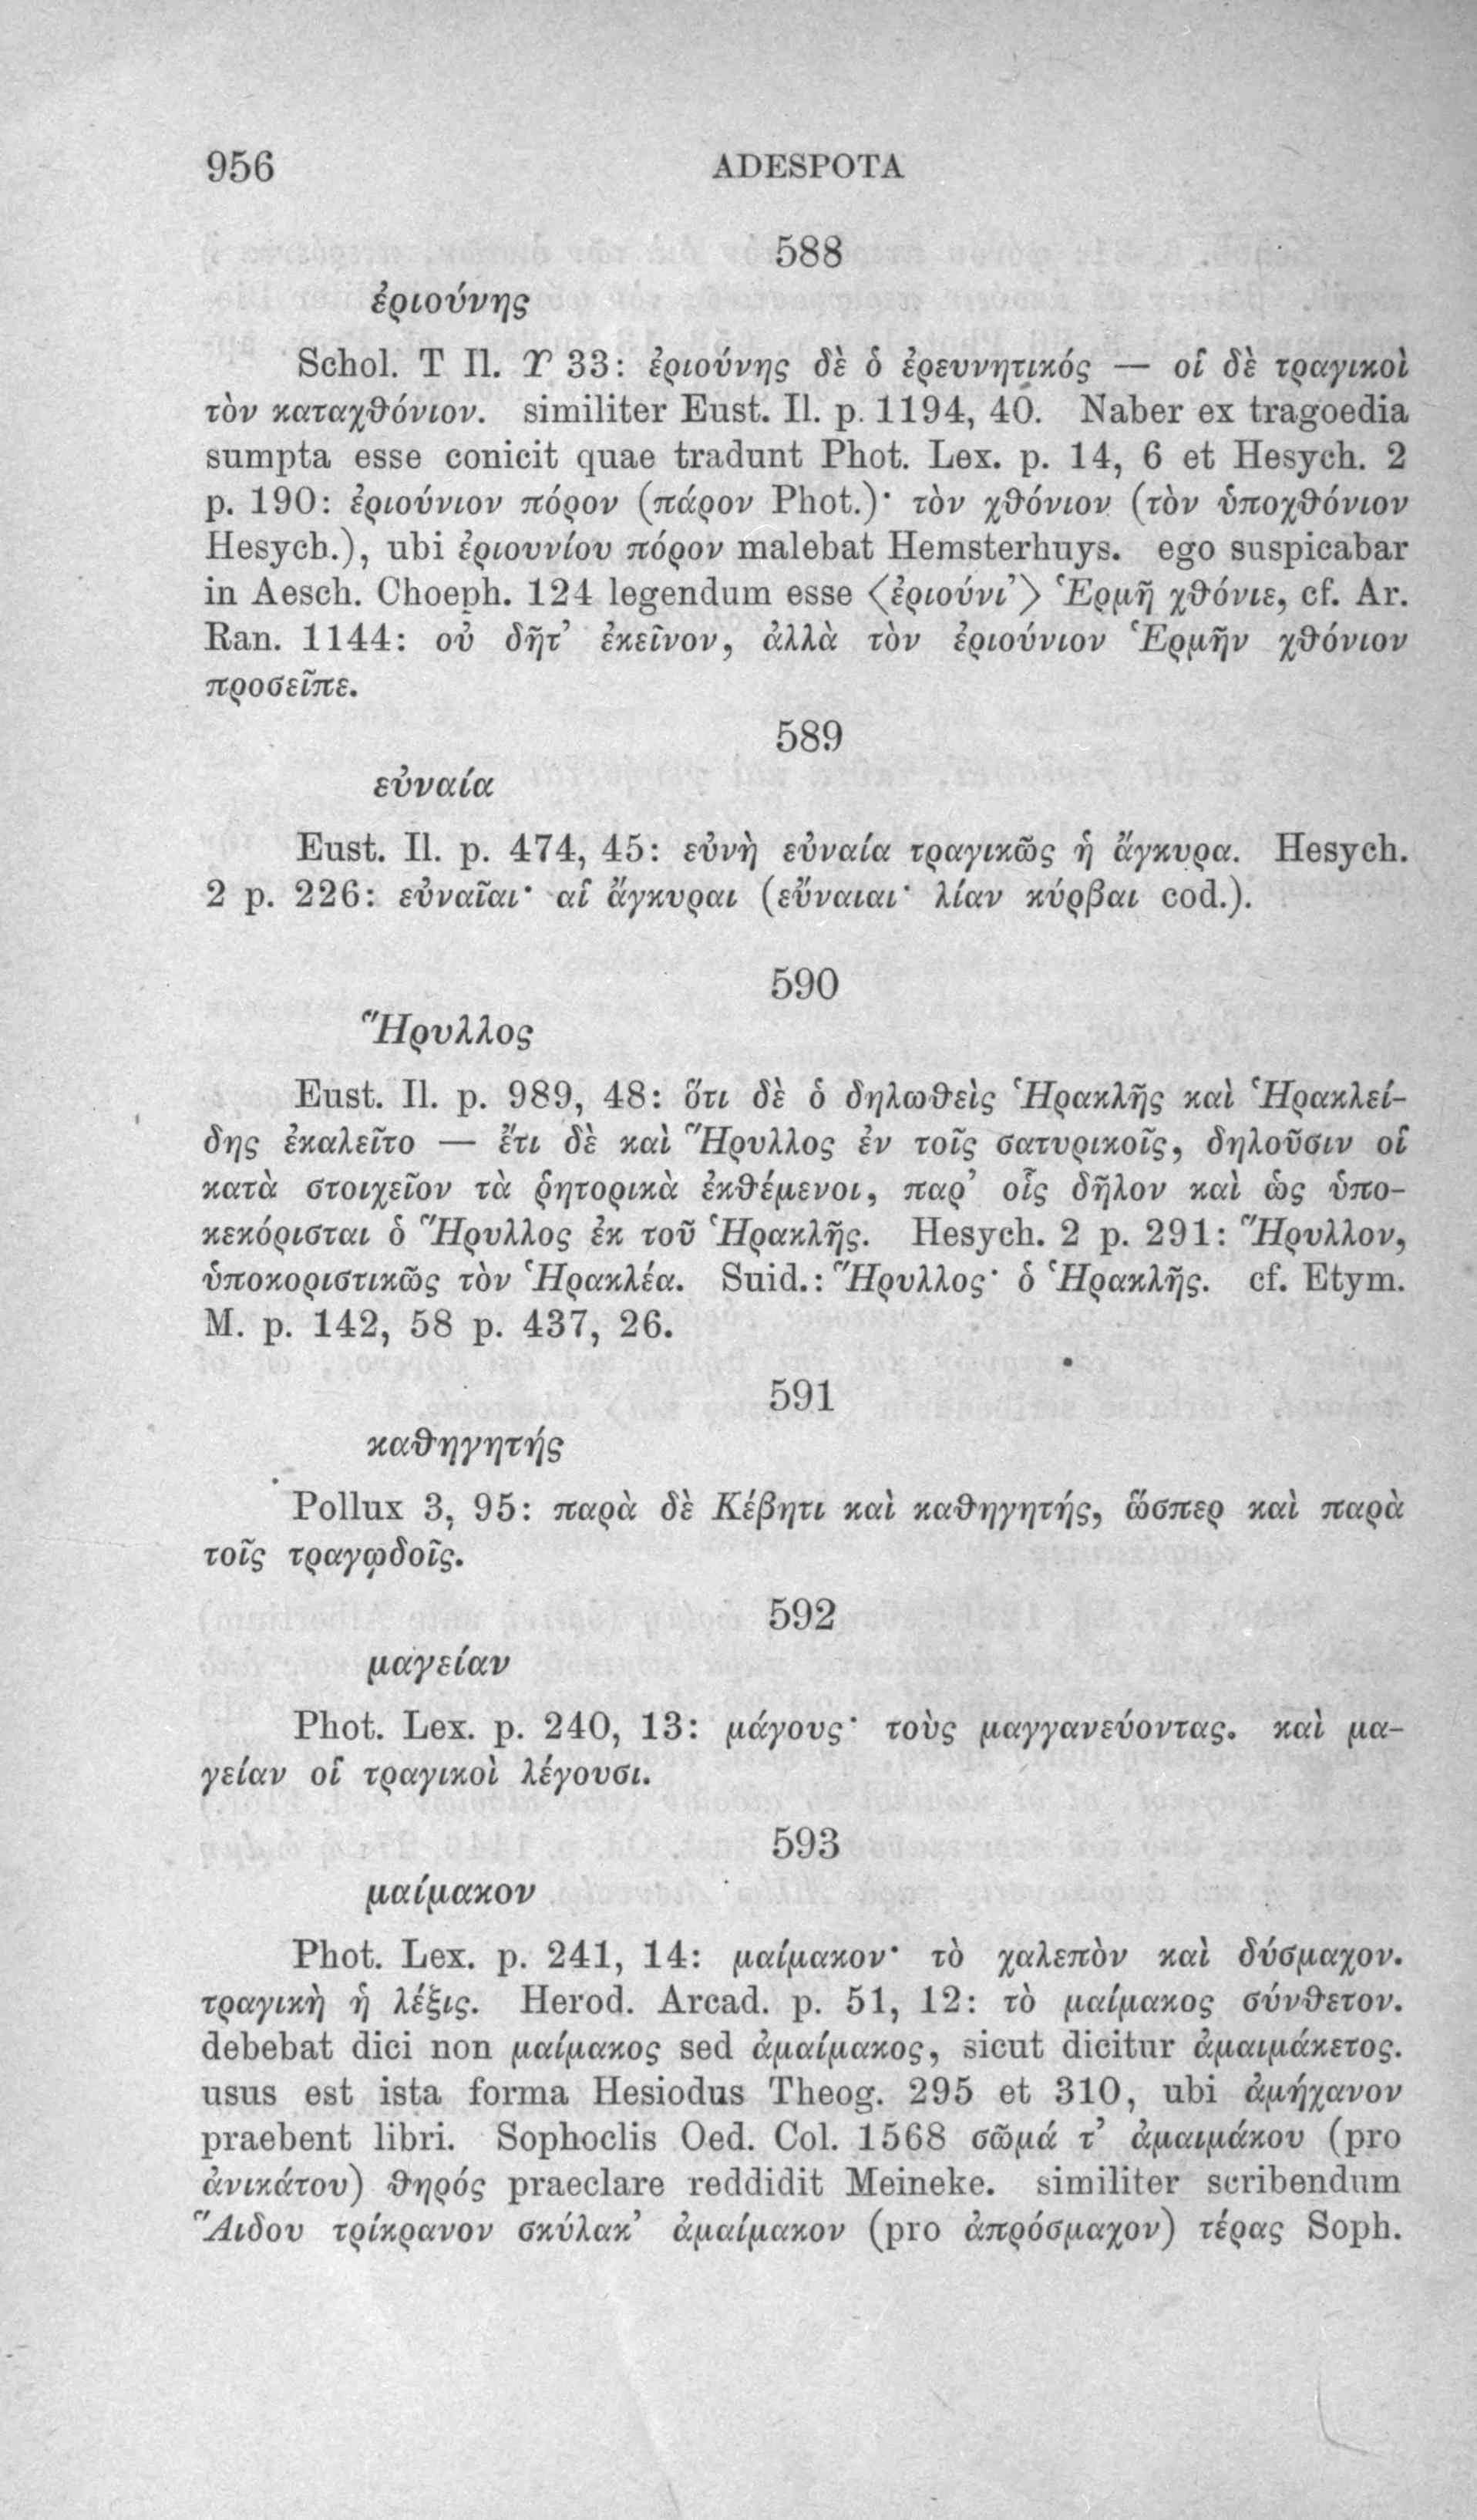 956 ADESPOTA
588
ἐριούνης
Schol. T Il. Υ 33: ἐριούνης δὲ ὁ ἐρευνητικός — οἱ δὲ τραγικοὶ
τὸν καταχθόνιον. similiter Eust. Il. p. 1194, 40. Naber ex tragoedia
sumpta esse conicit quae tradunt Phot. Lex. p. 14, 6 et Hesych. 2
p. 190: ἐριούνιον πόρον (πάρον Phot.)· τὸν χθόνιον (τὸν ὑποχθόνιον
Hesych.), ubi ἐριουνίου πόρον malebat Hemsterhuys. ego suspicabar
in Aesch. Choeph. 124 legendum esse ⟨ἐριούνι’⟩ Ἑρμῆ χθόνιε, cf. Ar.
Ran. 1144: οὐ δῆτ’ ἐκεῖνον, ἀλλὰ τὸν ἐριούνιον Ἑρμῆν χθόνιον
προσεῖπε.
589
εὐναία
Eust. Il. p. 474, 45: εὐνὴ εὐναία τραγικῶς ἡ ἄγκυρα. Hesych.
2 p. 226: εὐναῖαι· αἱ ἄγκυραι (εὔναιαι· λίαν κύρβαι cod.).
590
Ἥρυλλος
Eust. Il. p. 989, 48: ὅτι δὲ ὁ δηλωθεὶς Ἡρακλῆς καὶ Ἡρακλεί-
δης ἐκαλεῖτο — ἔτι δὲ καὶ Ἥρυλλος ἐν τοῖς σατυρικοῖς, δηλοῦσιν οἱ
κατὰ στοιχεῖον τὰ ῥητορικὰ ἐκθέμενοι, παρ’ οἷς δῆλον καὶ ὡς ὑπο-
κεκόρισται ὁ Ἥρυλλος ἐκ τοῦ Ἡρακλῆς. Hesych. 2 p. 291: Ἥρυλλον,
ὑποκοριστικῶς τὸν Ἡρακλέα. Suid.: Ἥρυλλος· ὁ Ἡρακλῆς. cf. Etym.
M. p. 142, 58 p. 437, 26.
591
καθηγητής
Pollux 3, 95: παρὰ δὲ Κέβητι καὶ καθηγητής, ὥσπερ καὶ παρὰ
τοῖς τραγῳδοῖς.
592
μαγείαν
Phot. Lex. p. 240, 13: μάγους· τοὺς μαγγανεύοντας. καὶ μα-
γείαν οἱ τραγικοὶ λέγουσι.
593
μαίμακον
Phot. Lex. p. 241, 14: μαίμακον· τὸ χαλεπὸν καὶ δύσμαχον.
τραγικὴ ἡ λέξις. Herod. Arcad. p. 51, 12: τὸ μαίμακος σύνθετον.
debebat dici non μαίμακος sed ἀμαίμακος, sicut dicitur ἀμαιμάκετος.
usus est ista forma Hesiodus Theog. 295 et 310, ubi ἀμήχανον
praebent libri. Sophoclis Oed. Col. 1568 σῶμά τ’ ἀμαιμάκου (pro
ἀνικάτου) θηρός praeclare reddidit Meineke. similiter scribendum
Ἅιδου τρίκρανον σκύλακ’ ἀμαίμακον (pro ἀπρόσμαχον) τέρας Soph.